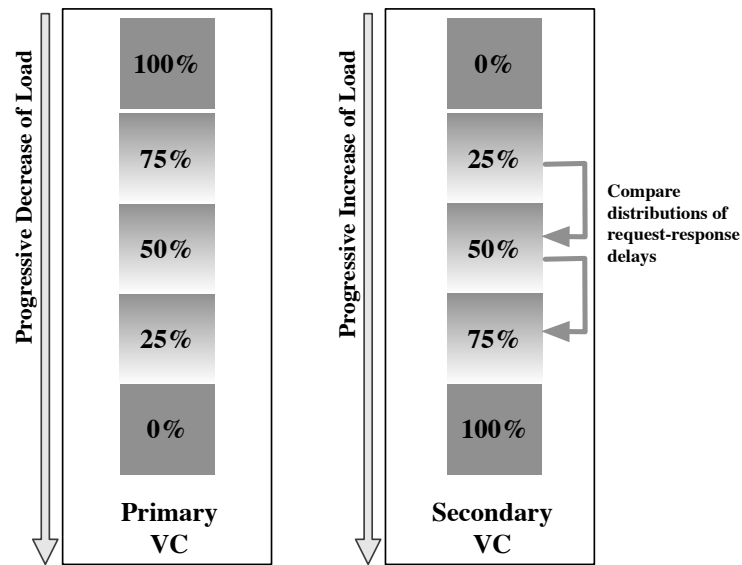 Progressive Decrease of Load
100%
75%
50%
25%
0%
Primary
VC
Progressive Increase of Load
0%
25%
50%
75%
100%
Secondary
VC
Compare
distributions of
request-response
delays